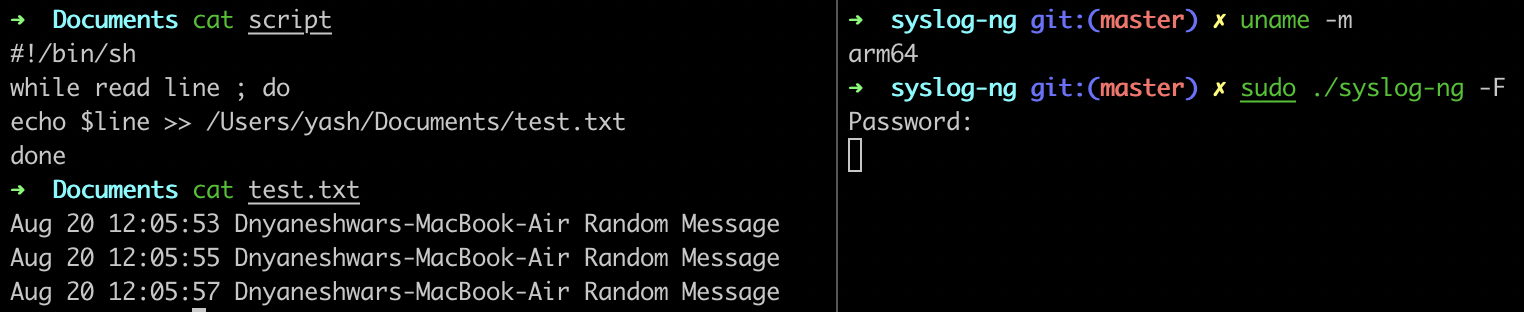 ➜  Documents cat script
#!/bin/sh
while read line ; do
echo $line >> /Users/yash/Documents/test.txt
done
➜  Documents cat test.txt
Aug 20 12:05:53 Dnyaneshwars-MacBook-Air Random Message
Aug 20 12:05:55 Dnyaneshwars-MacBook-Air Random Message
Aug 20 12:05:57 Dnyaneshwars-MacBook-Air Random Message
➜  syslog-ng git:(master) ✗ uname -m
arm64
➜  syslog-ng git:(master) ✗ sudo ./syslog-ng -F
Password: